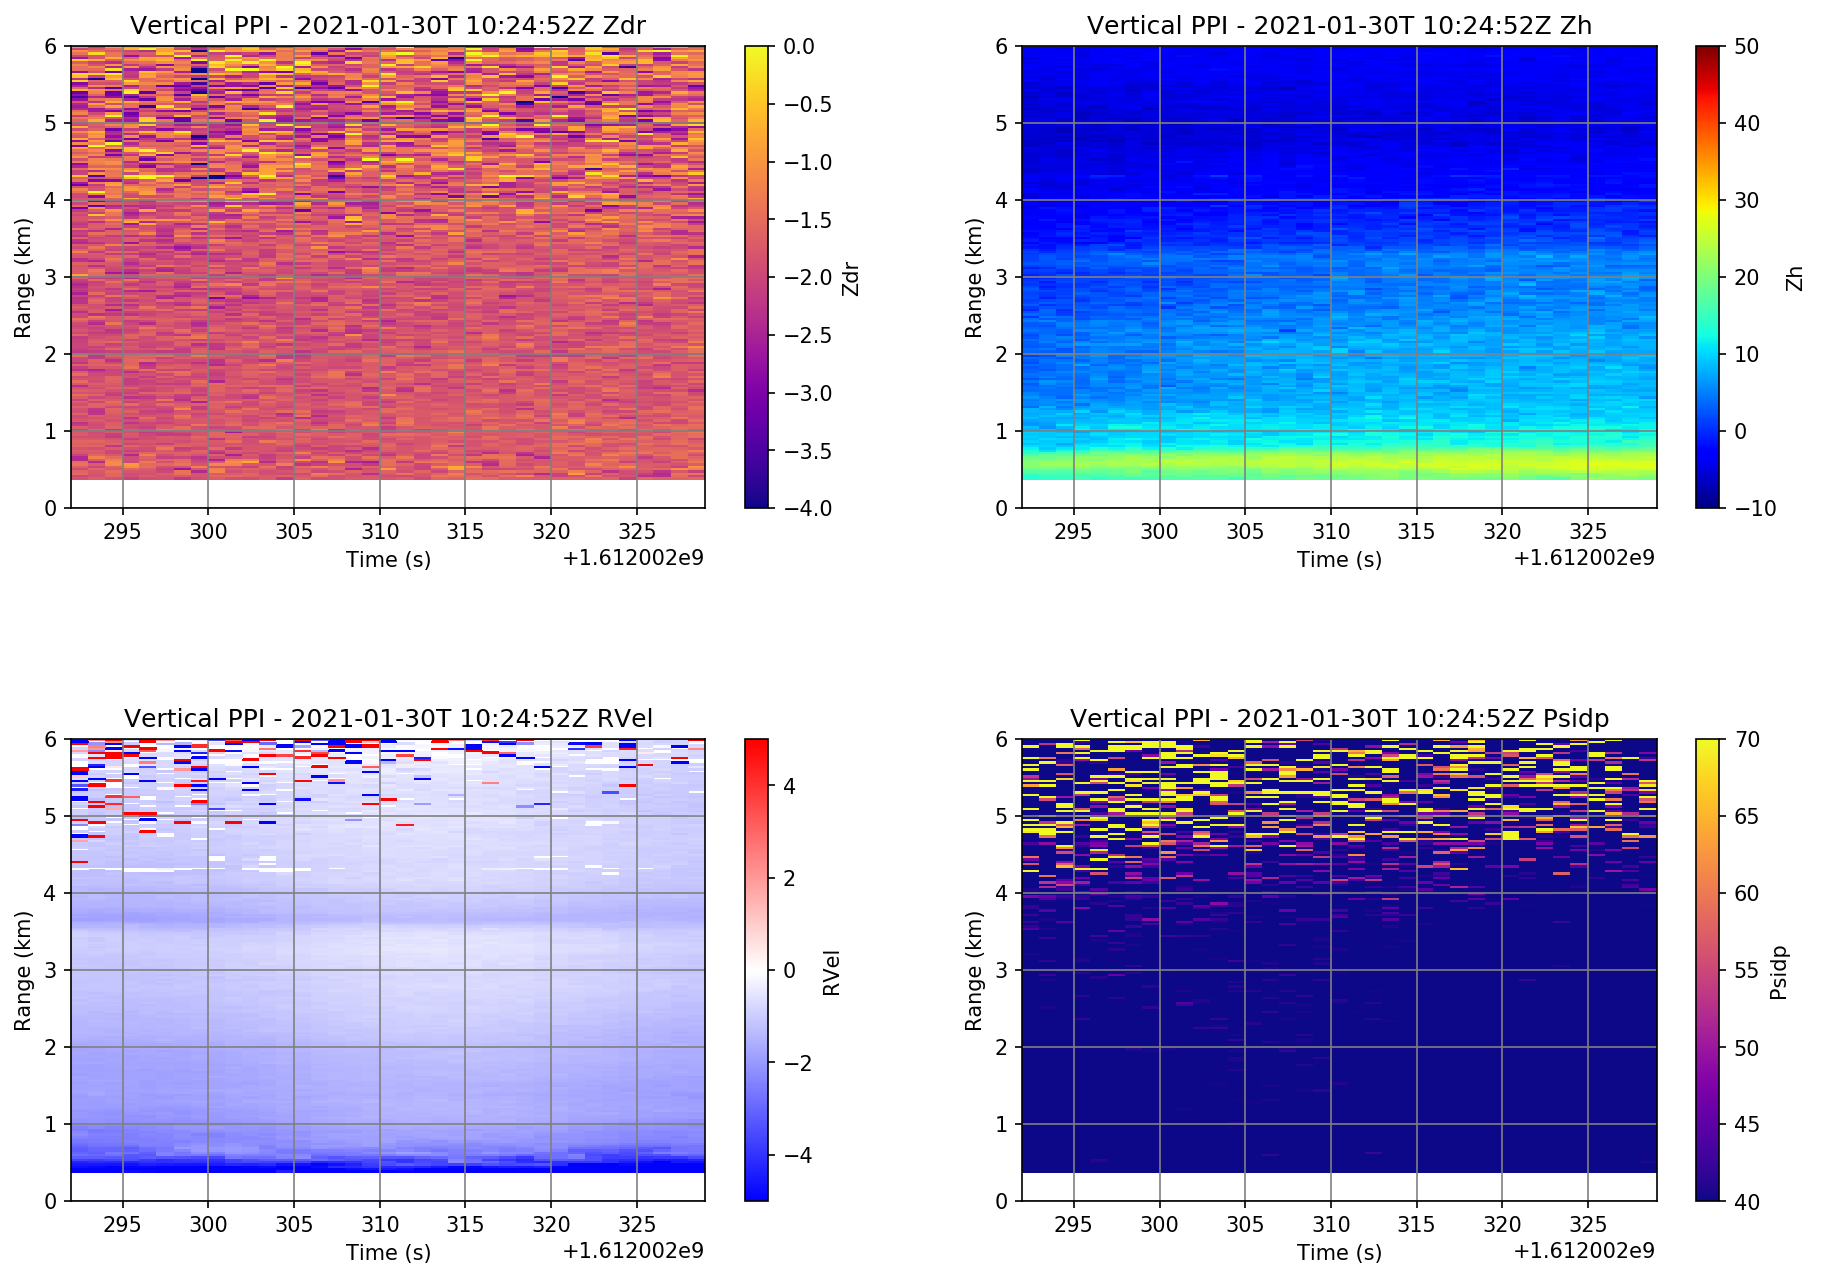 Vertical PPI - 2021-01-30T 10:24:52Z Zdr
6
5
4
3
2
1
0
Range (km)
295 300 305 310 315 320 325
Time (s)
+1.612002e9
0.0
−0.5
−1.0
−1.5
−2.0
−2.5
−3.0
−3.5
−4.0
Zdr
Vertical PPI - 2021-01-30T 10:24:52Z Zh
6
5
4
3
2
1
0
Range (km)
295 300 305 310 315 320 325
Time (s)
+1.612002e9
50
40
30
20
10
0
−10
Zh
Vertical PPI - 2021-01-30T 10:24:52Z RVel
6
5
4
3
2
1
0
Range (km)
295 300 305 310 315 320 325
Time (s)
+1.612002e9
4
2
0
−2
−4
RVel
Vertical PPI - 2021-01-30T 10:24:52Z Psidp
6
5
4
3
2
1
0
Range (km)
295 300 305 310 315 320 325
Time (s)
+1.612002e9
70
65
60
55
50
45
40
Psidp